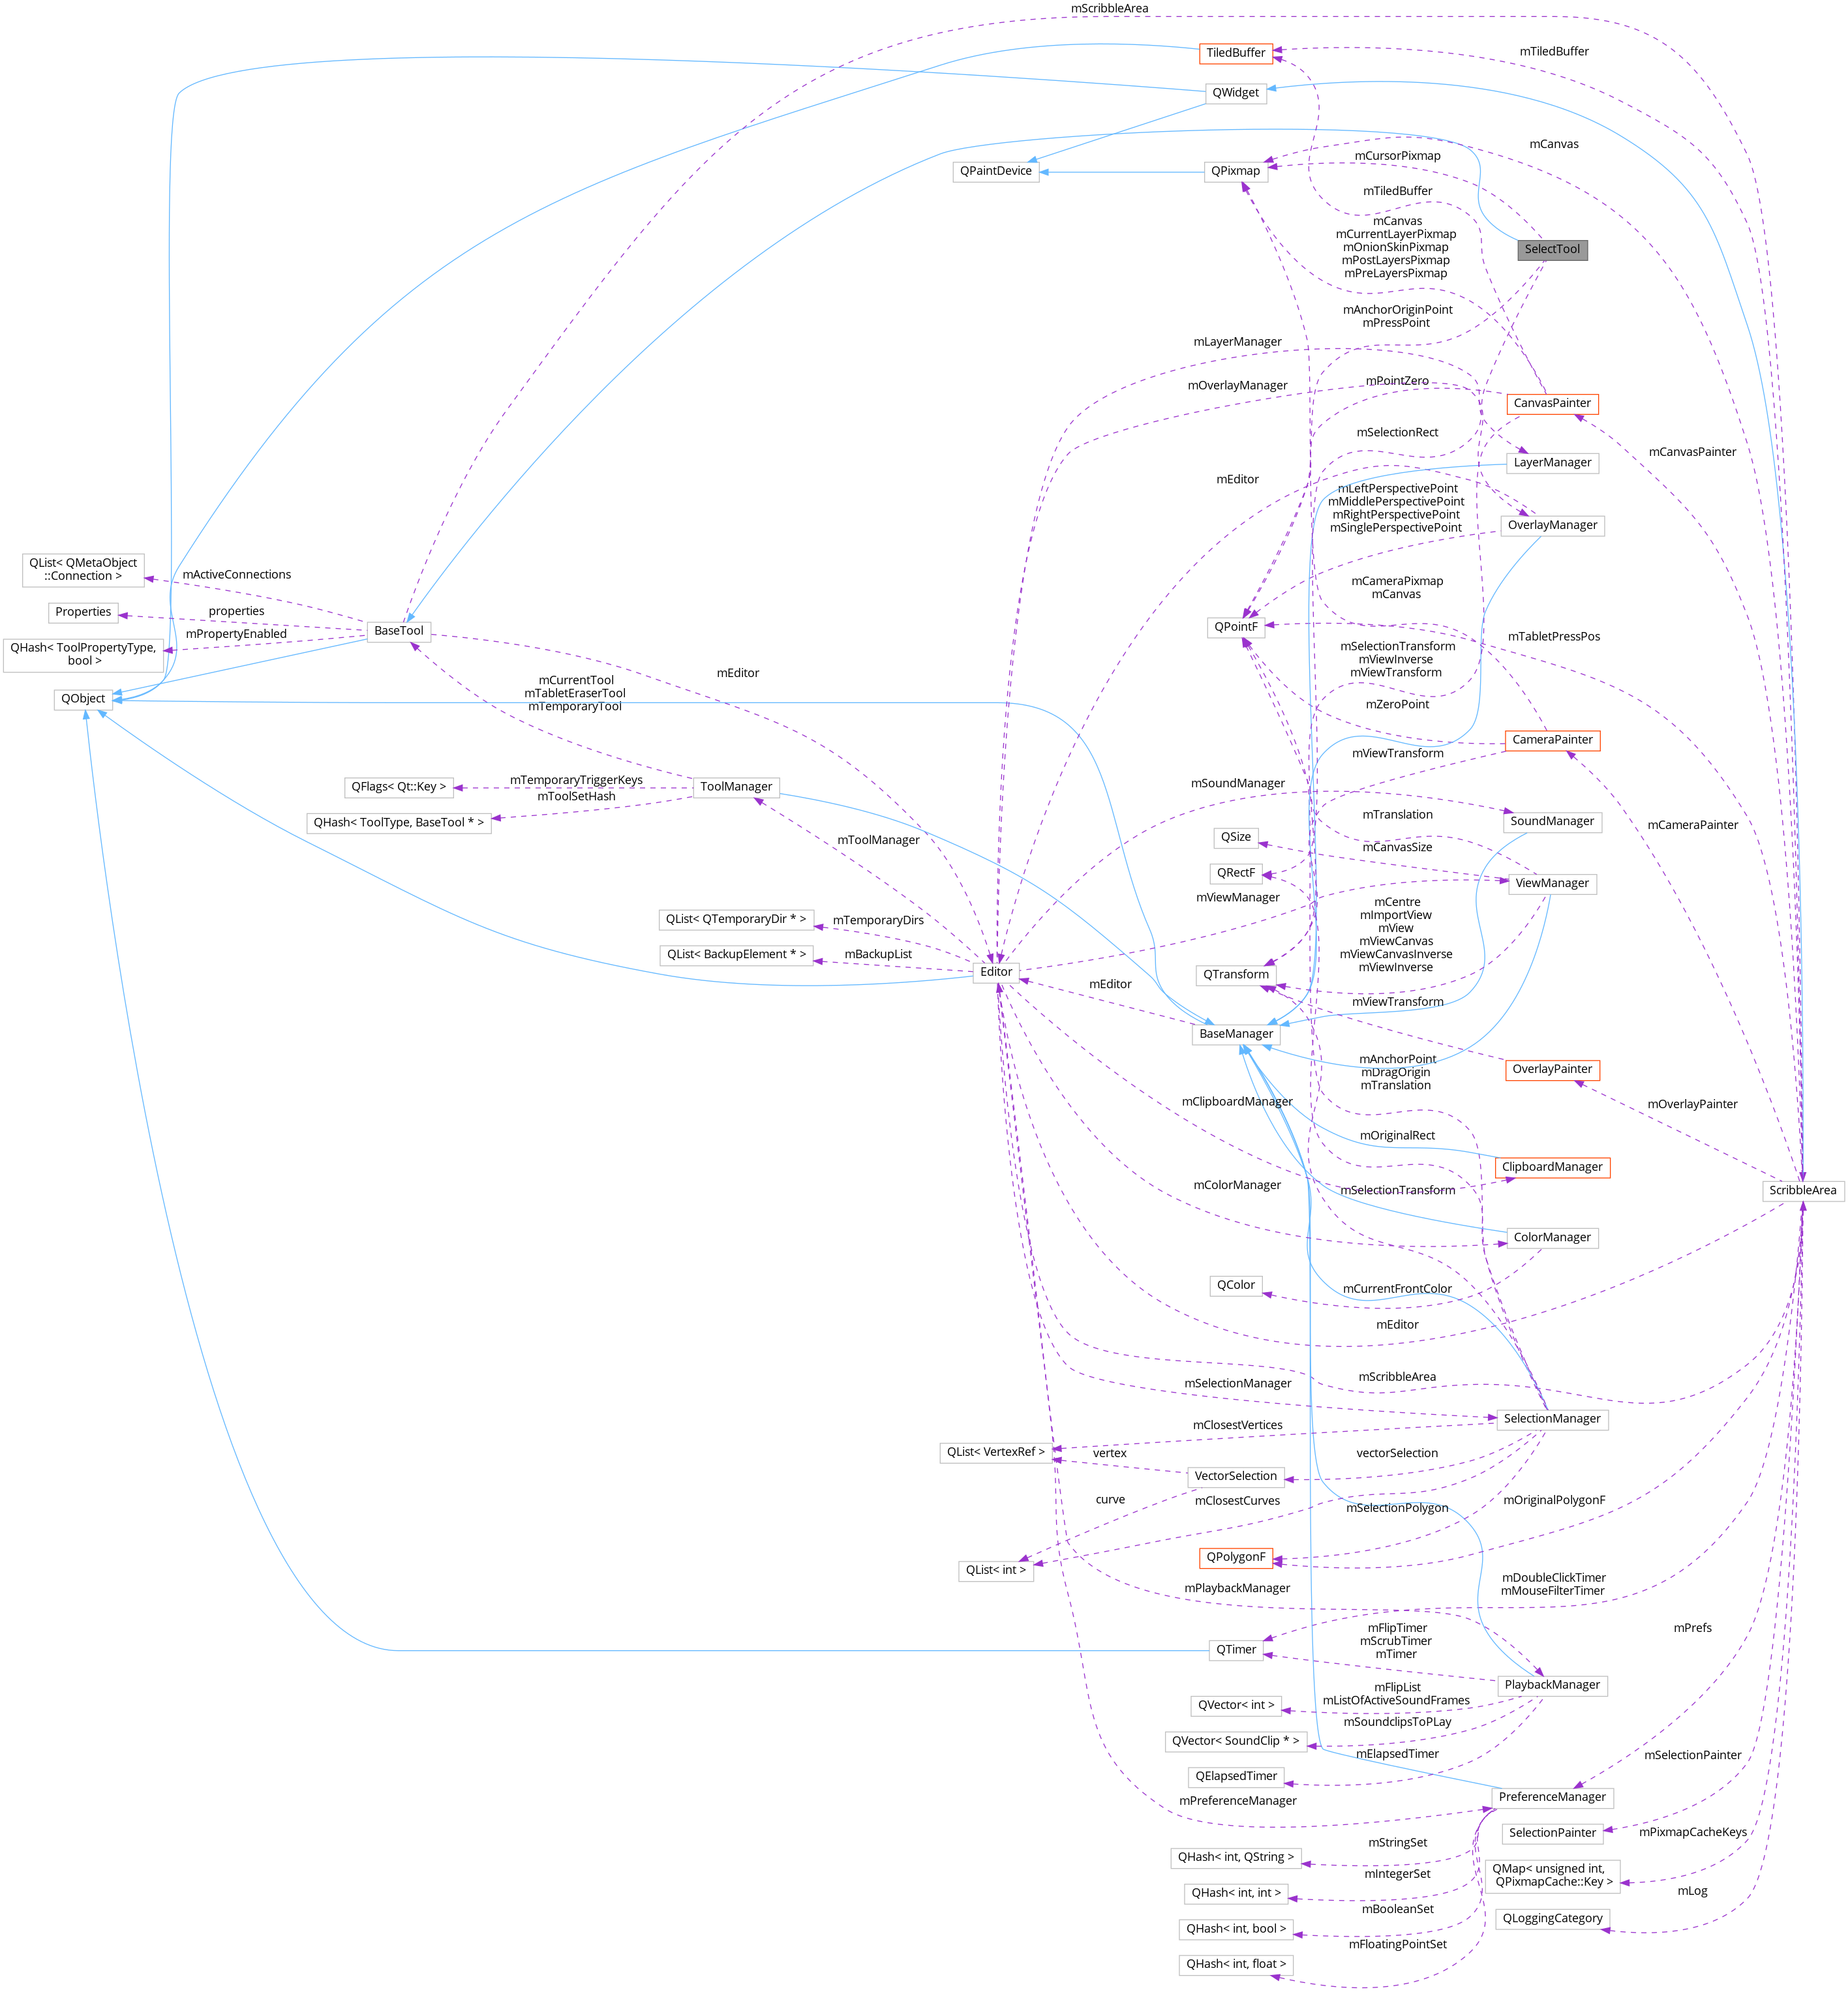 mScribbleArea
TiledBuffer
mTiledBuffer
QWidget
mCanvas
mCursorPixmap
QPaintDevice
QPixmap
mTiledBuffer
mCanvas
mCurrentLayerPixmap
mOnionSkinPixmap
mPostLayersPixmap
mPreLayersPixmap
SelectTool
mAnchorOriginPoint
mPressPoint
mLayerManager
mPointZero
mOverlayManager
CanvasPainter
mSelectionRect
mCanvasPainter
LayerManager
mEditor
mLeftPerspectivePoint
mMiddlePerspectivePoint
mRightPerspectivePoint
mSinglePerspectivePoint
OverlayManager
QList< QMetaObject
::Connection >
mActiveConnections
mCameraPixmap
mCanvas
Properties
properties
BaseTool
QPointF
mTabletPressPos
QHash< ToolPropertyType,
bool >
mPropertyEnabled
mSelectionTransform
mViewInverse
mViewTransform
mEditor
mCurrentTool
mTabletEraserTool
mTemporaryTool
QObject
mZeroPoint
CameraPainter
mViewTransform
QFlags< Qt::Key >
mTemporaryTriggerKeys
mToolSetHash
ToolManager
mSoundManager
QHash< ToolType, BaseTool * >
mTranslation
SoundManager
mCameraPainter
mToolManager
QSize
mCanvasSize
QRectF
ViewManager
mViewManager
mCentre
mImportView
mView
mViewCanvas
mViewCanvasInverse
mViewInverse
QList< QTemporaryDir * >
mTemporaryDirs
QList< BackupElement * >
mBackupList
Editor
QTransform
mEditor
mViewTransform
BaseManager
mAnchorPoint
mDragOrigin
mTranslation
OverlayPainter
mClipboardManager
mOverlayPainter
mOriginalRect
ClipboardManager
mColorManager
mSelectionTransform
ScribbleArea
ColorManager
QColor
mCurrentFrontColor
mEditor
mScribbleArea
mSelectionManager
SelectionManager
mClosestVertices
QList< VertexRef >
vertex
vectorSelection
VectorSelection
curve
mClosestCurves
mSelectionPolygon
mOriginalPolygonF
QPolygonF
QList< int >
mPlaybackManager
mDoubleClickTimer
mMouseFilterTimer
QTimer
mFlipTimer
mScrubTimer
mTimer
mPrefs
PlaybackManager
QVector< int >
mFlipList
mListOfActiveSoundFrames
mSoundclipsToPLay
QVector< SoundClip * >
mElapsedTimer
mSelectionPainter
QElapsedTimer
PreferenceManager
mPreferenceManager
SelectionPainter
mPixmapCacheKeys
mStringSet
QHash< int, QString >
QMap< unsigned int,
QPixmapCache::Key >
mIntegerSet
QHash< int, int >
mLog
mBooleanSet
QLoggingCategory
QHash< int, bool >
mFloatingPointSet
QHash< int, float >